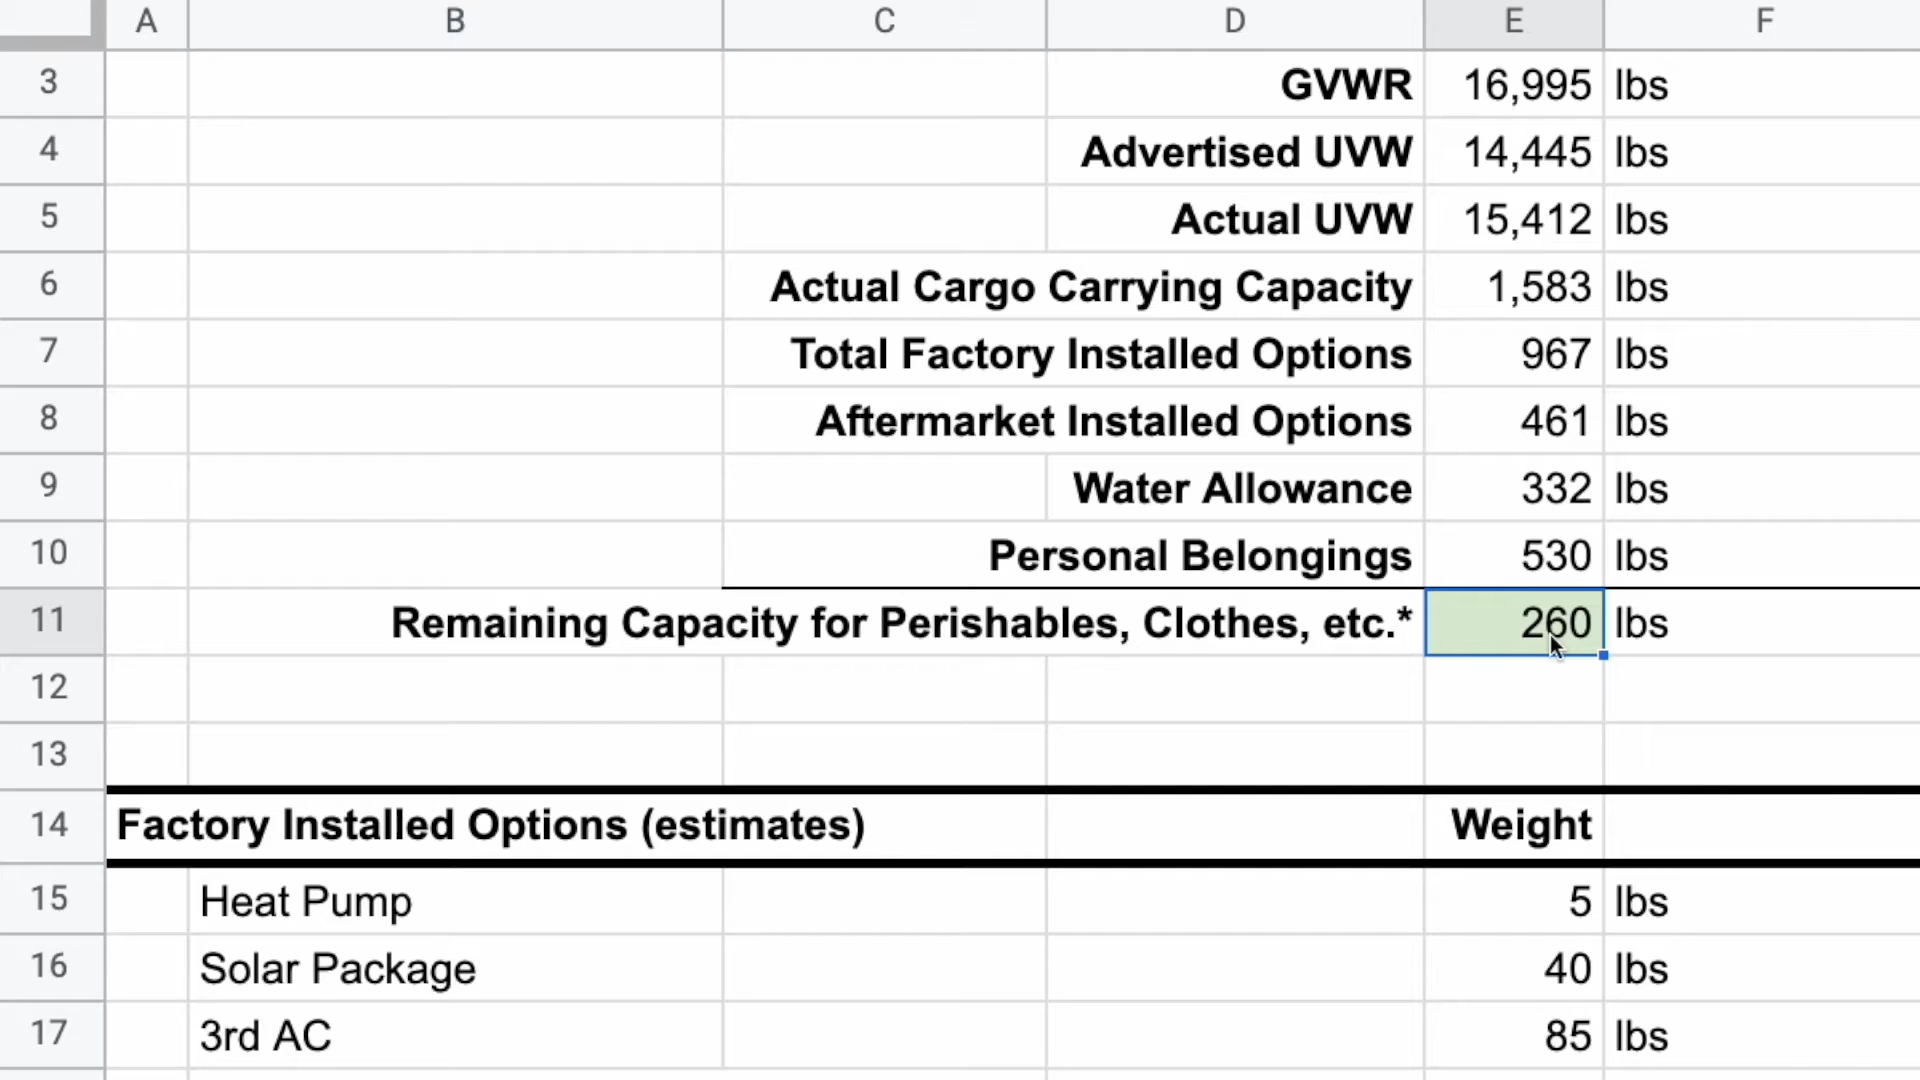 A B C D E F
3 GVWR 16,995 lbs
4 Advertised UVW 14,445 lbs
5 Actual UVW 15,412 lbs
6 Actual Cargo Carrying Capacity 1,583 lbs
7 Total Factory Installed Options 967 lbs
8 Aftermarket Installed Options 461 lbs
9 Water Allowance 332 lbs
10 Personal Belongings 530 lbs
11 Remaining Capacity for Perishables, Clothes, etc.* 260 lbs
12
13
14 Factory Installed Options (estimates) Weight
15 Heat Pump 5 lbs
16 Solar Package 40 lbs
17 3rd AC 85 lbs